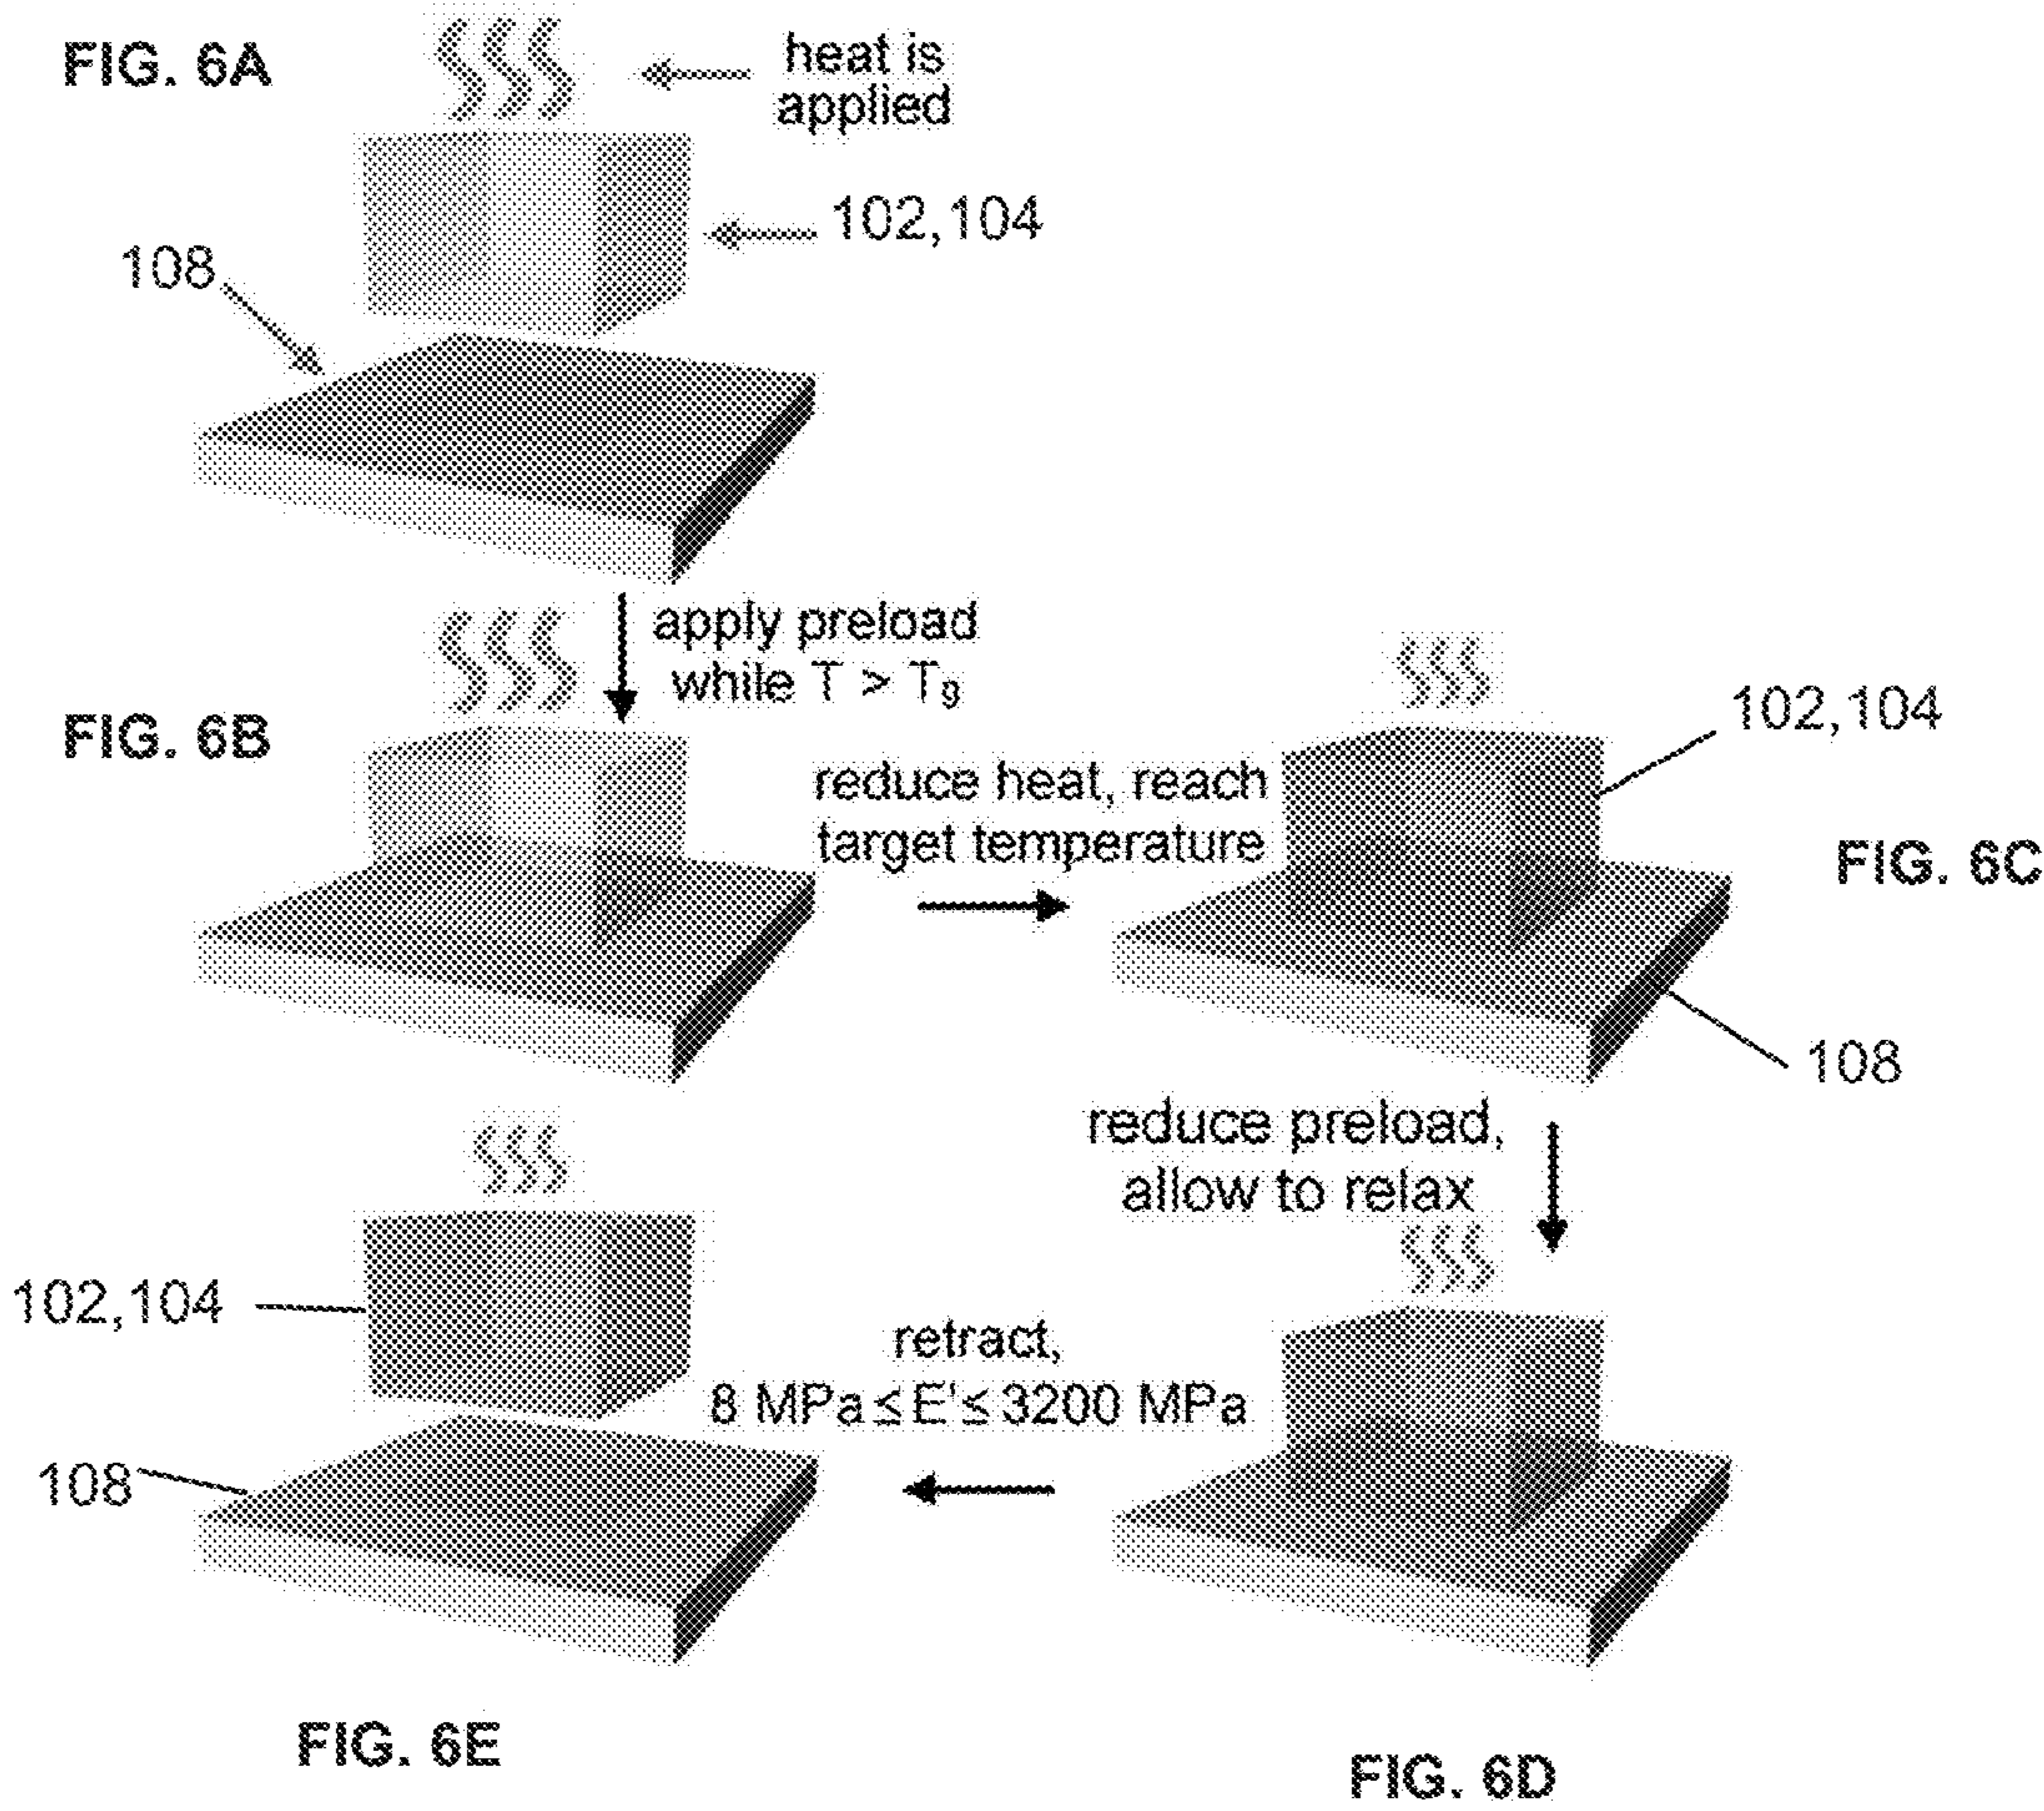 FIG. 6A
heat is
applied
102,104
108
apply preload
while T > Tg
FIG. 6B
reduce heat, reach
target temperature
102,104
FIG. 6C
108
reduce preload,
allow to relax
102,104
retract,
8 MPa ≤ E' ≤ 3200 MPa
108
FIG. 6E
FIG. 6D